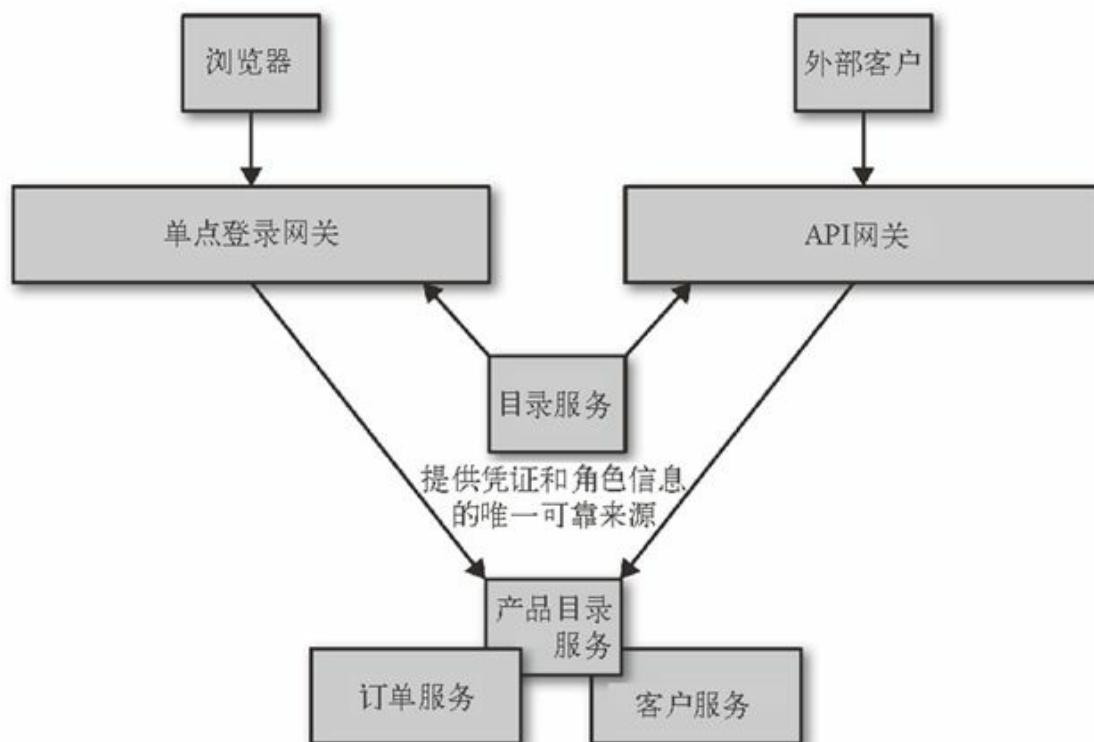 浏览器
外部客户
单点登录网关
API网关
目录服务
提供凭证和角色信息
的唯一可靠来源
产品目录
服务
订单服务
客户服务